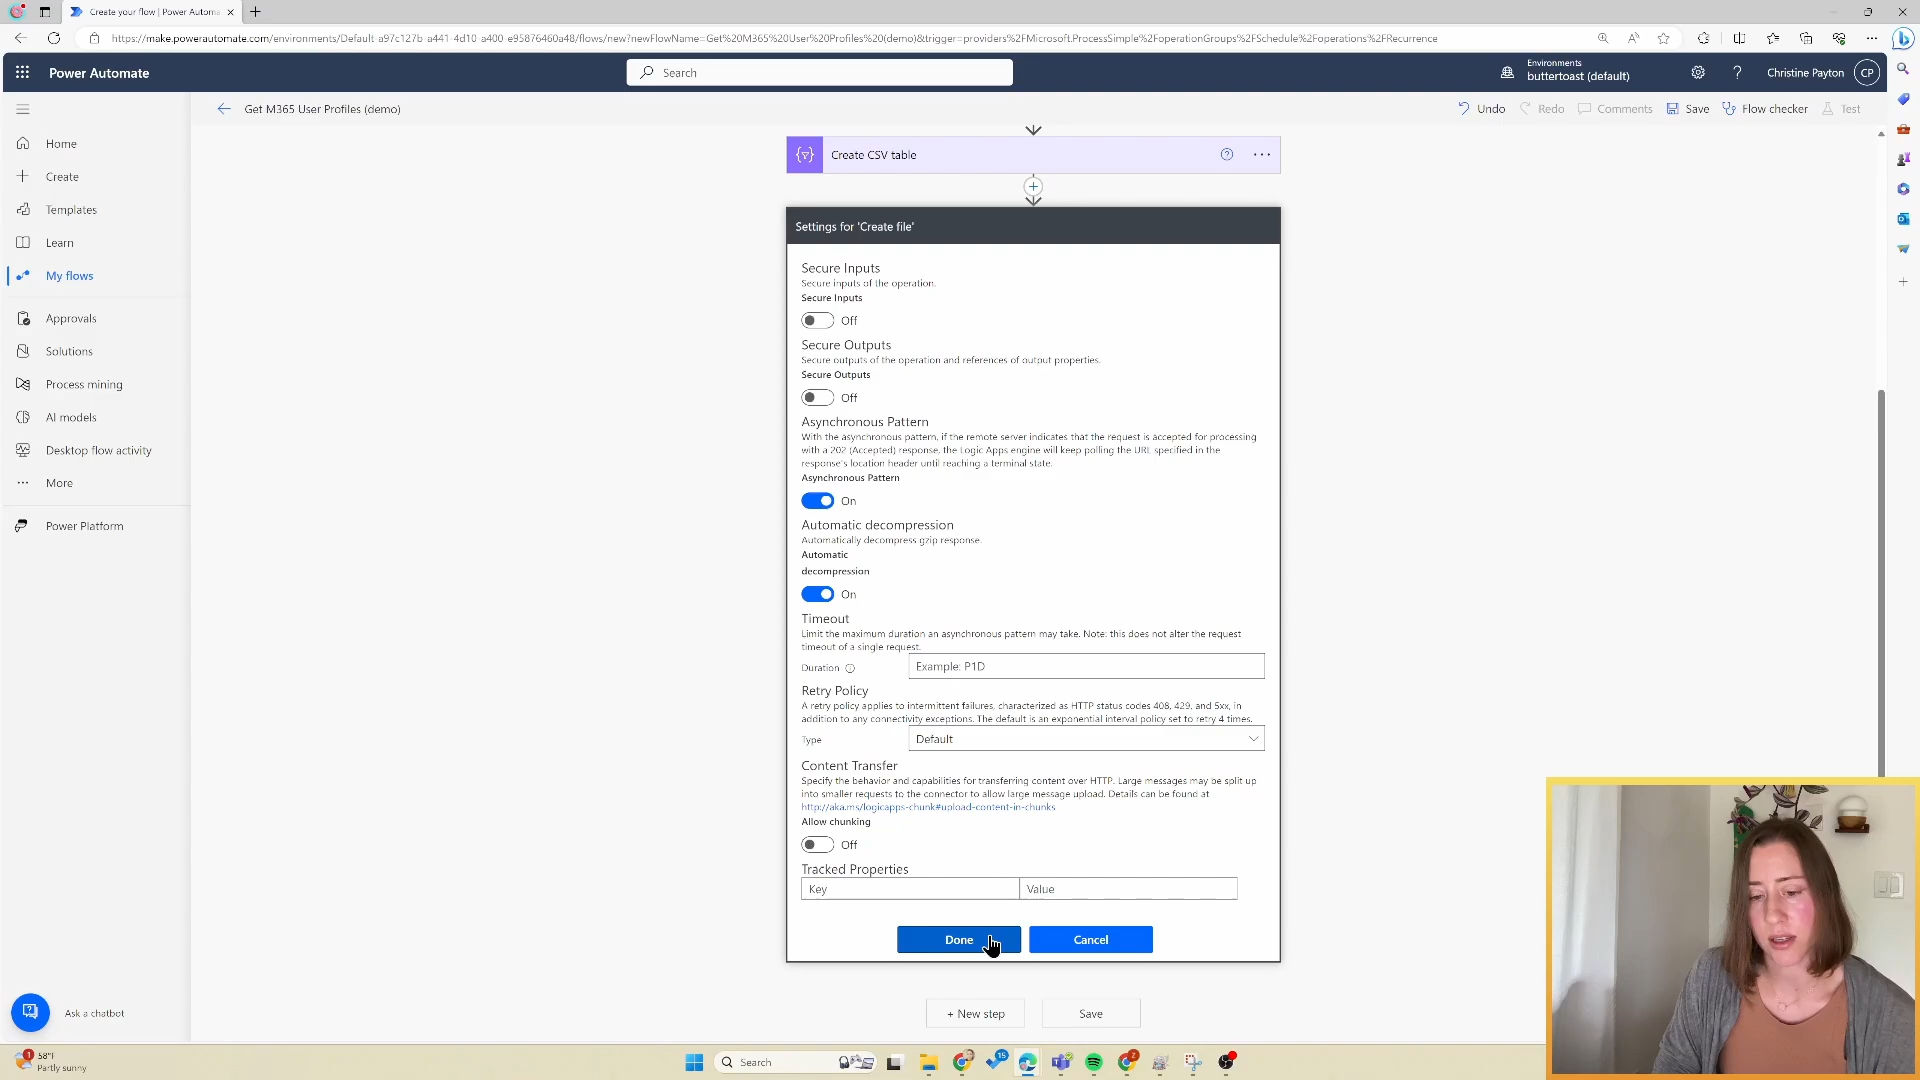 Create your flow | Power Automa
https://make.powerautomate.com/environments/Default-a97c127b-a441-4d10-a400-e95876460a48/flows/new?newFlowName=Get%20M365%20User%20Profiles%20(demo)&trigger=providers%2FMicrosoft.ProcessSimple%2FoperationGroups%2FSchedule%2Foperations%2FRecurrence
Power Automate
Search
Environments
buttertoast (default)
Christine Payton
CP
Get M365 User Profiles (demo)
Undo
Redo
Comments
Save
Flow checker
Test
Home
Create
Templates
Learn
My flows
Approvals
Solutions
Process mining
AI models
Desktop flow activity
More
Power Platform
Ask a chatbot
Create CSV table
Settings for 'Create file'
Secure Inputs
Secure inputs of the operation.
Secure Inputs
Off
Secure Outputs
Secure outputs of the operation and references of output properties.
Secure Outputs
Off
Asynchronous Pattern
With the asynchronous pattern, if the remote server indicates that the request is accepted for processing
with a 202 (Accepted) response, the Logic Apps engine will keep polling the URL specified in the
response's location header until reaching a terminal state.
Asynchronous Pattern
On
Automatic decompression
Automatically decompress gzip response.
Automatic
decompression
On
Timeout
Limit the maximum duration an asynchronous pattern may take. Note: this does not alter the request
timeout of a single request.
Duration
Example: P1D
Retry Policy
A retry policy applies to intermittent failures, characterized as HTTP status codes 408, 429, and 5xx, in
addition to any connectivity exceptions. The default is an exponential interval policy set to retry 4 times.
Type
Default
Content Transfer
Specify the behavior and capabilities for transferring content over HTTP. Large messages may be split up
into smaller requests to the connector to allow large message upload. Details can be found at
http://aka.ms/logicapps-chunk#upload-content-in-chunks
Allow chunking
Off
Tracked Properties
Key
Value
Done
Cancel
+ New step
Save
1
58°F
Partly sunny
Search
15
2